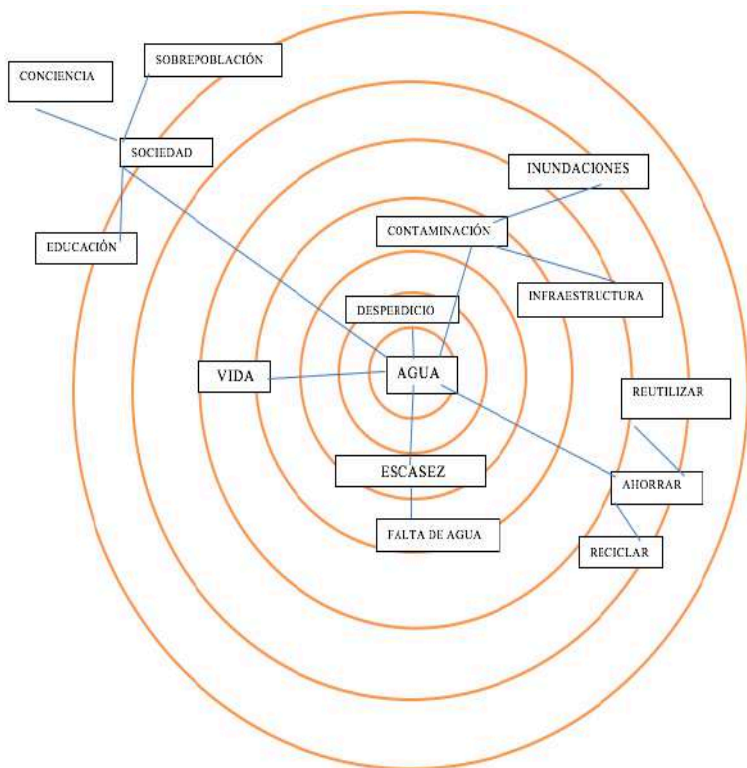 SOBREPOBLACIÓN
CONCIENCIA
SOCIEDAD
INUNDACIONES
CONTAMINACIÓN
EDUCACIÓN
INFRAESTRUCTURA
DESPERDICIO
AGUA
VIDA
REUTILIZAR
ESCASEZ
AHORRAR
FALTA DE AGUA
RECICLAR